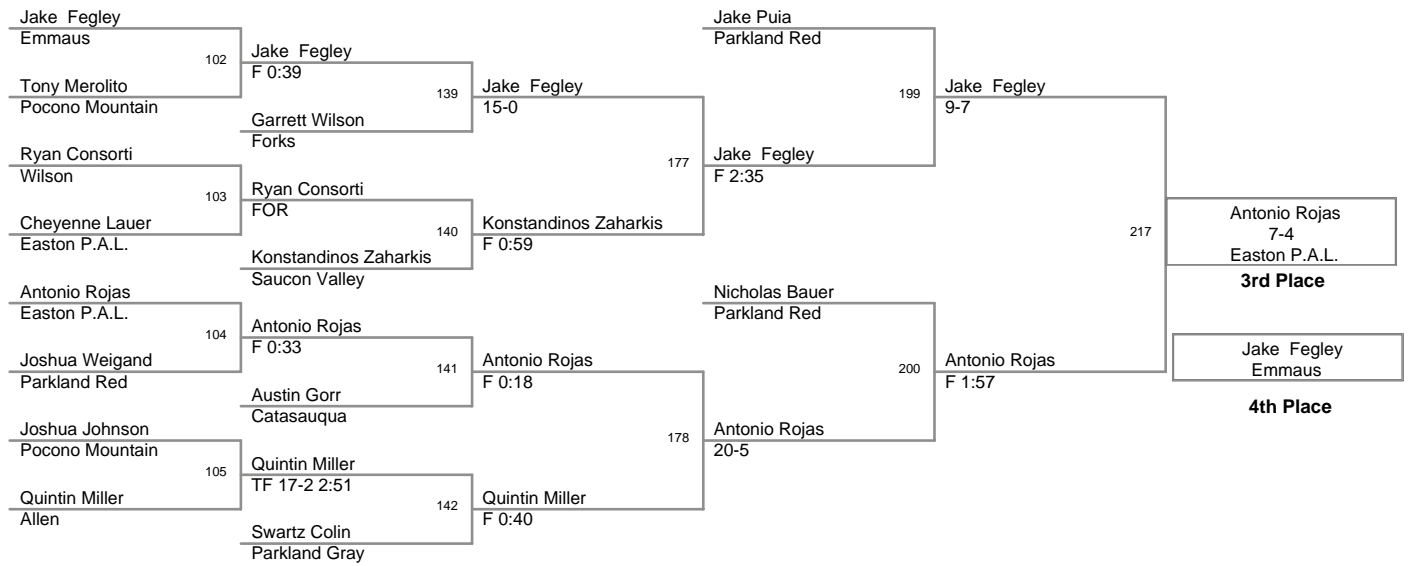 Jake  Fegley
Emmaus
102
Tony Merolito
Pocono Mountain
Ryan Consorti
Wilson
103
Cheyenne Lauer
Easton P.A.L.
Antonio Rojas
Easton P.A.L.
104
Joshua Weigand
Parkland Red
Joshua Johnson
Pocono Mountain
105
Quintin Miller
Allen
Jake  Fegley
F 0:39
139
Garrett Wilson
Forks
Ryan Consorti
FOR
140
Konstandinos Zaharkis
Saucon Valley
Antonio Rojas
F 0:33
141
Austin Gorr
Catasauqua
Quintin Miller
TF 17-2 2:51
142
Swartz Colin
Parkland Gray
Jake  Fegley
15-0
177
Konstandinos Zaharkis
F 0:59
Antonio Rojas
F 0:18
178
Quintin Miller
F 0:40
Jake Puia
Parkland Red
199
Jake  Fegley
F 2:35
Nicholas Bauer
Parkland Red
200
Antonio Rojas
20-5
Jake  Fegley
9-7
217
Antonio Rojas
F 1:57
Antonio Rojas
7-4
Easton P.A.L.
3rd Place
Jake  Fegley
Emmaus
4th Place